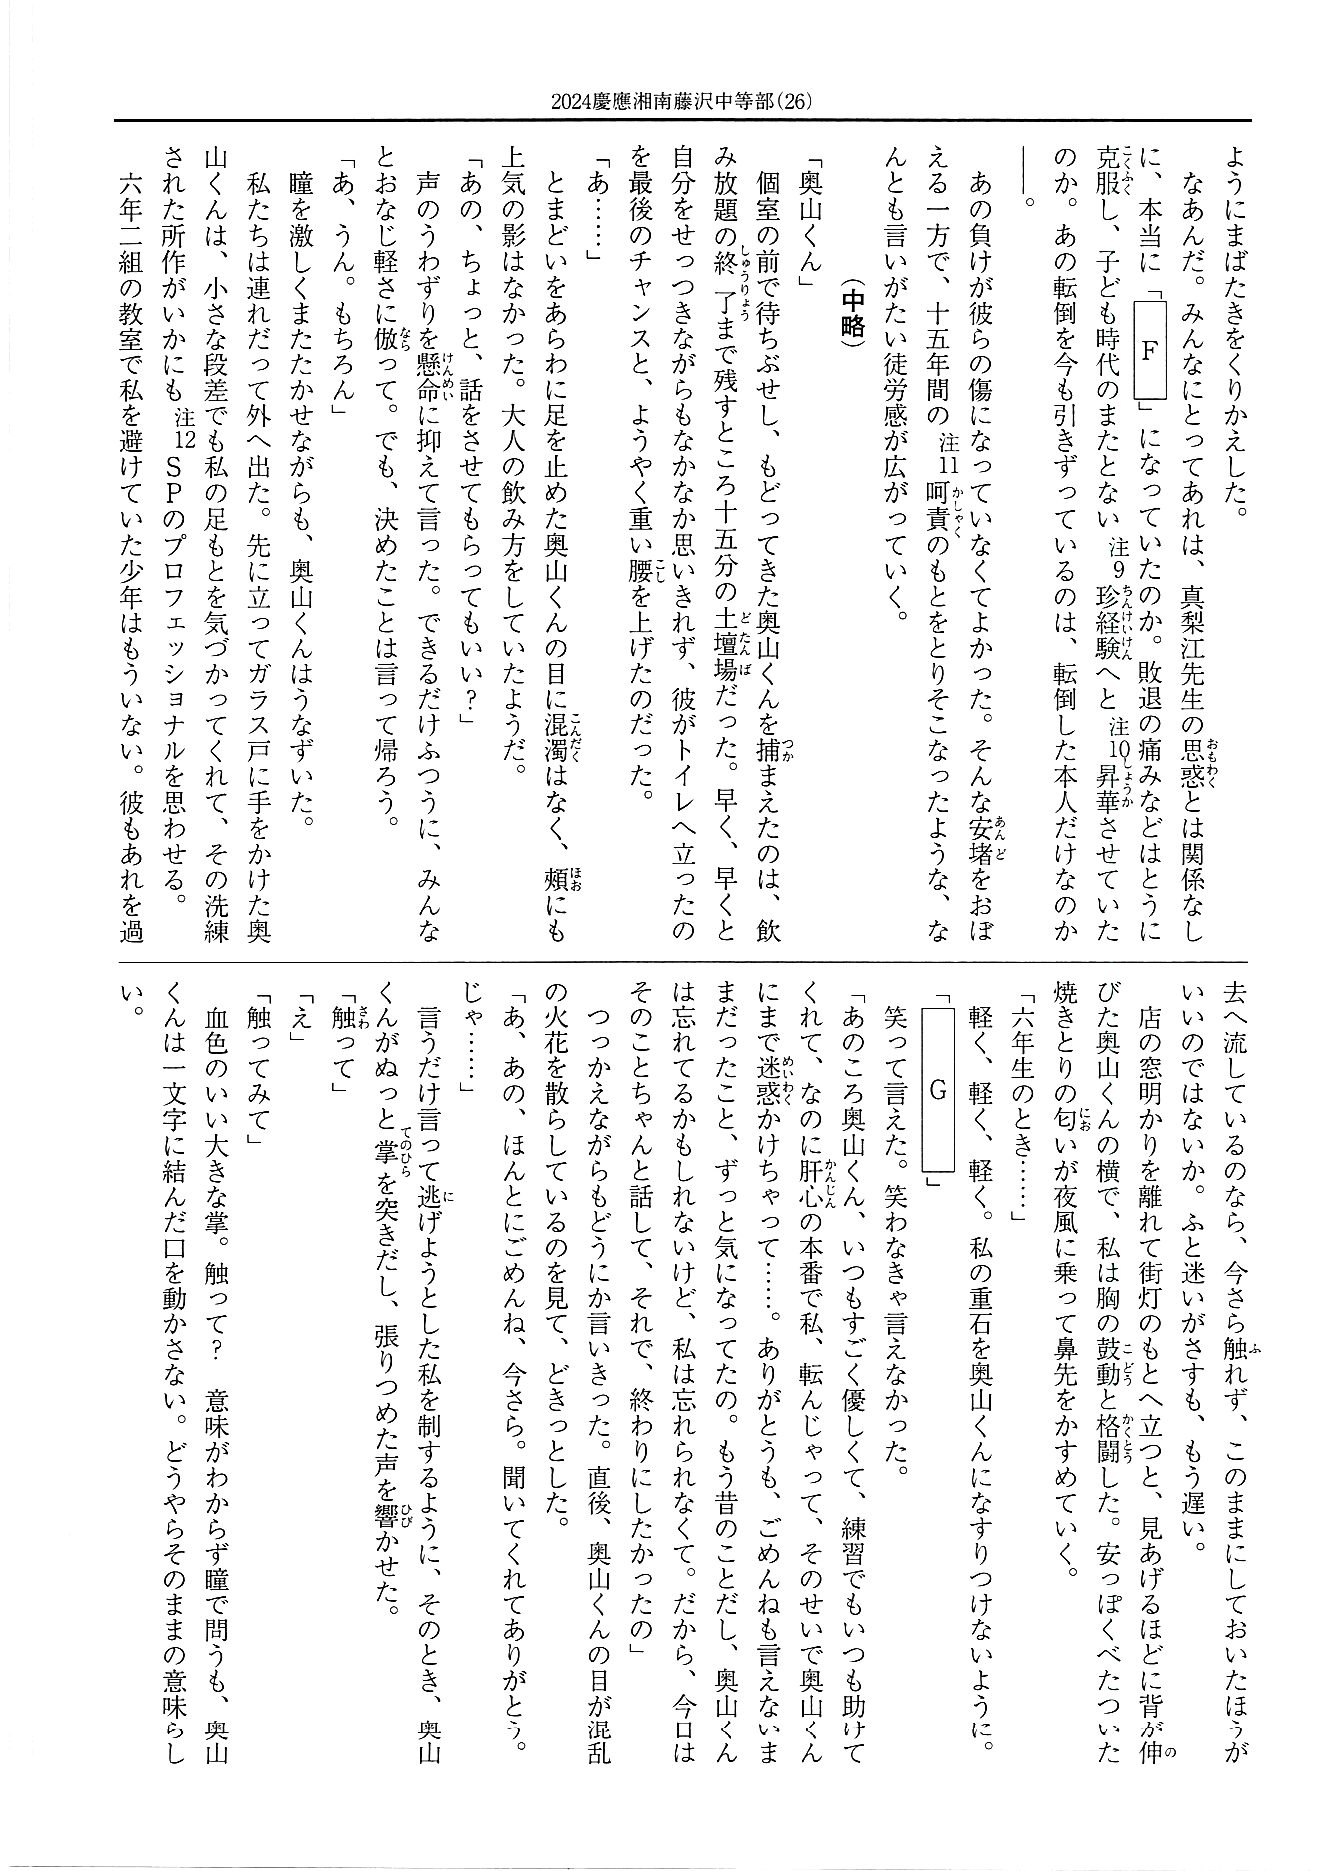 2024慶應湘南藤沢中等部(26)
ようにまばたきをくりかえした。
なあんだ。みんなにとってあれは、真梨江先生の思惑とは関係なし
に、本当に「F」になっていたのか。敗退の痛みなどはとうに
克服し、子ども時代のまたとない 注9 珍経験へと 注10 昇華させていた
のか。あの転倒を今も引きずっているのは、転倒した本人だけなのか
――。
あの負けが彼らの傷になっていなくてよかった。そんな安堵をおぼ
える一方で、十五年間の 注11 呵責のもとをとりそこなったような、な
んとも言いがたい徒労感が広がっていく。
(中略)
「奥山くん」
個室の前で待ちぶせし、もどってきた奥山くんを捕まえたのは、飲
み放題の終了まで残すところ十五分の土壇場だった。早く、早くと
自分をせっつきながらもなかなか思いきれず、彼がトイレへ立ったの
を最後のチャンスと、ようやく重い腰を上げたのだった。
「あ……」
とまどいをあらわに足を止めた奥山くんの目に混濁はなく、頰にも
上気の影はなかった。大人の飲み方をしていたようだ。
「あの、ちょっと、話をさせてもらってもいい?」
声のうわずりを懸命に抑えて言った。できるだけふつうに、みんな
とおなじ軽さに倣って。でも、決めたことは言って帰ろう。
「あ、うん。もちろん」
瞳を激しくまたたかせながらも、奥山くんはうなずいた。
私たちは連れだって外へ出た。先に立ってガラス戸に手をかけた奥
山くんは、小さな段差でも私の足もとを気づかってくれて、その洗練
された所作がいかにも 注12 SPのプロフェッショナルを思わせる。
六年二組の教室で私を避けていた少年はもういない。彼もあれを過
去へ流しているのなら、今さら触れず、このままにしておいたほうが
いいのではないか。ふと迷いがさすも、もう遅い。
店の窓明かりを離れて街灯のもとへ立つと、見あげるほどに背が伸
びた奥山くんの横で、私は胸の鼓動と格闘した。安っぽくべたついた
焼きとりの匂いが夜風に乗って鼻先をかすめていく。
「六年生のとき……」
軽く、軽く、軽く。私の重石を奥山くんになすりつけないように。
「G」
笑って言えた。笑わなきゃ言えなかった。
「あのころ奥山くん、いつもすごく優しくて、練習でもいつも助けて
くれて、なのに肝心の本番で私、転んじゃって、そのせいで奥山くん
にまで迷惑かけちゃって……。ありがとうも、ごめんねも言えないま
まだったこと、ずっと気になってたの。もう昔のことだし、奥山くん
は忘れてるかもしれないけど、私は忘れられなくて。だから、今日は
そのことちゃんと話して、それで、終わりにしたかったの」
つっかえながらもどうにか言いきった。直後、奥山くんの目が混乱
の火花を散らしているのを見て、どきっとした。
「あ、あの、ほんとにごめんね、今さら。聞いてくれてありがとう。
じゃ……」
言うだけ言って逃げようとした私を制するように、そのとき、奥山
くんがぬっと掌を突きだし、張りつめた声を響かせた。
「触って」
「え」
「触ってみて」
血色のいい大きな掌。触って? 意味がわからず瞳で問うも、奥山
くんは一文字に結んだ口を動かさない。どうやらそのままの意味らし
い。